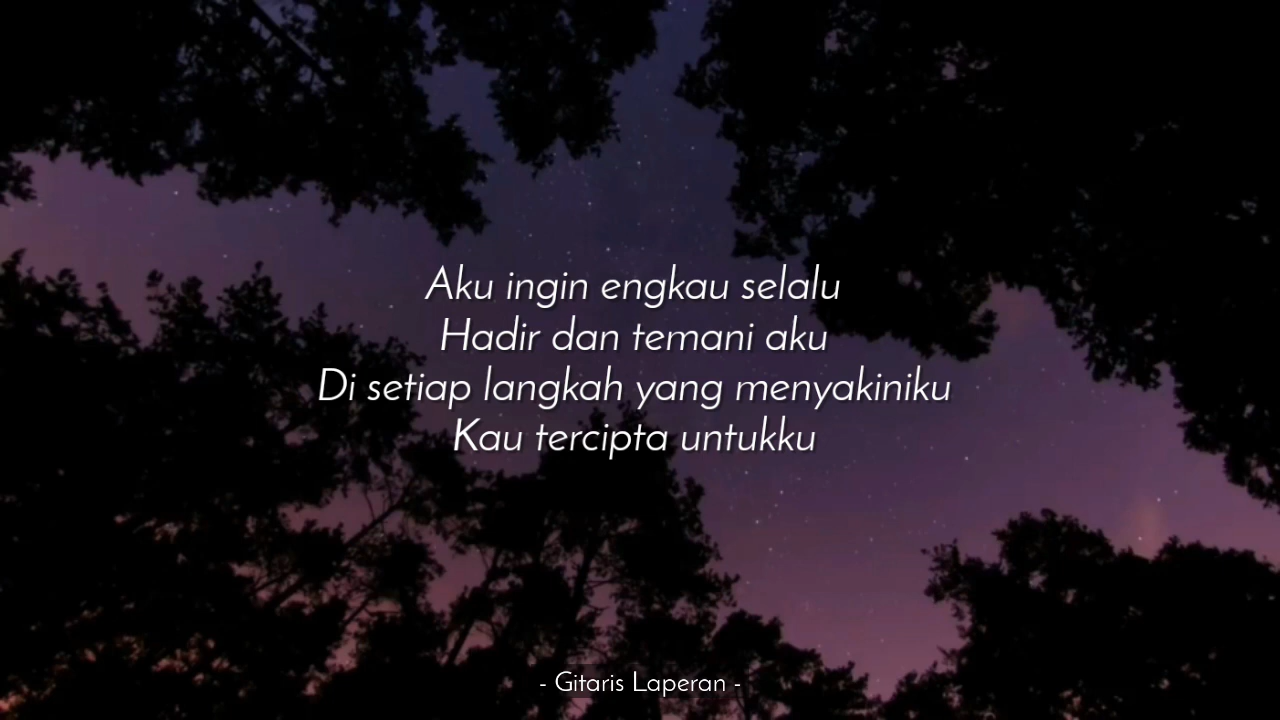 Aku ingin engkau selalu
Hadir dan temani aku
Di setiap langkah yang menyakiniku
Kau tercipta untukku
- Gitaris Laperan -